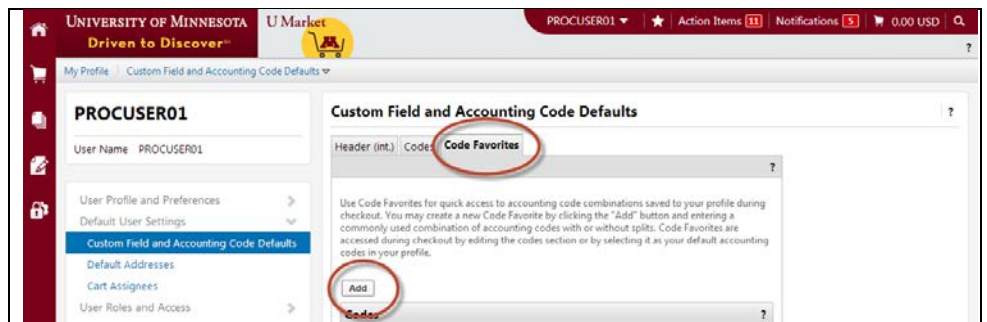 UNIVERSITY OF MINNESOTA
Driven to Discover℠
U Market
PROCUSER01
Action Items 11
Notifications 5
0.00 USD
?
My Profile
Custom Field and Accounting Code Defaults
PROCUSER01
User Name PROCUSER01
User Profile and Preferences
Default User Settings
Custom Field and Accounting Code Defaults
Default Addresses
Cart Assignees
User Roles and Access
Custom Field and Accounting Code Defaults
?
Header (int.) Codes Code Favorites
?
Use Code Favorites for quick access to accounting code combinations saved to your profile during
checkout. You may create a new Code Favorite by clicking the "Add" button and entering a
commonly used combination of accounting codes with or without splits. Code Favorites are
accessed during checkout by editing the codes section or by selecting it as your default accounting
codes in your profile.
Add
Codes
?